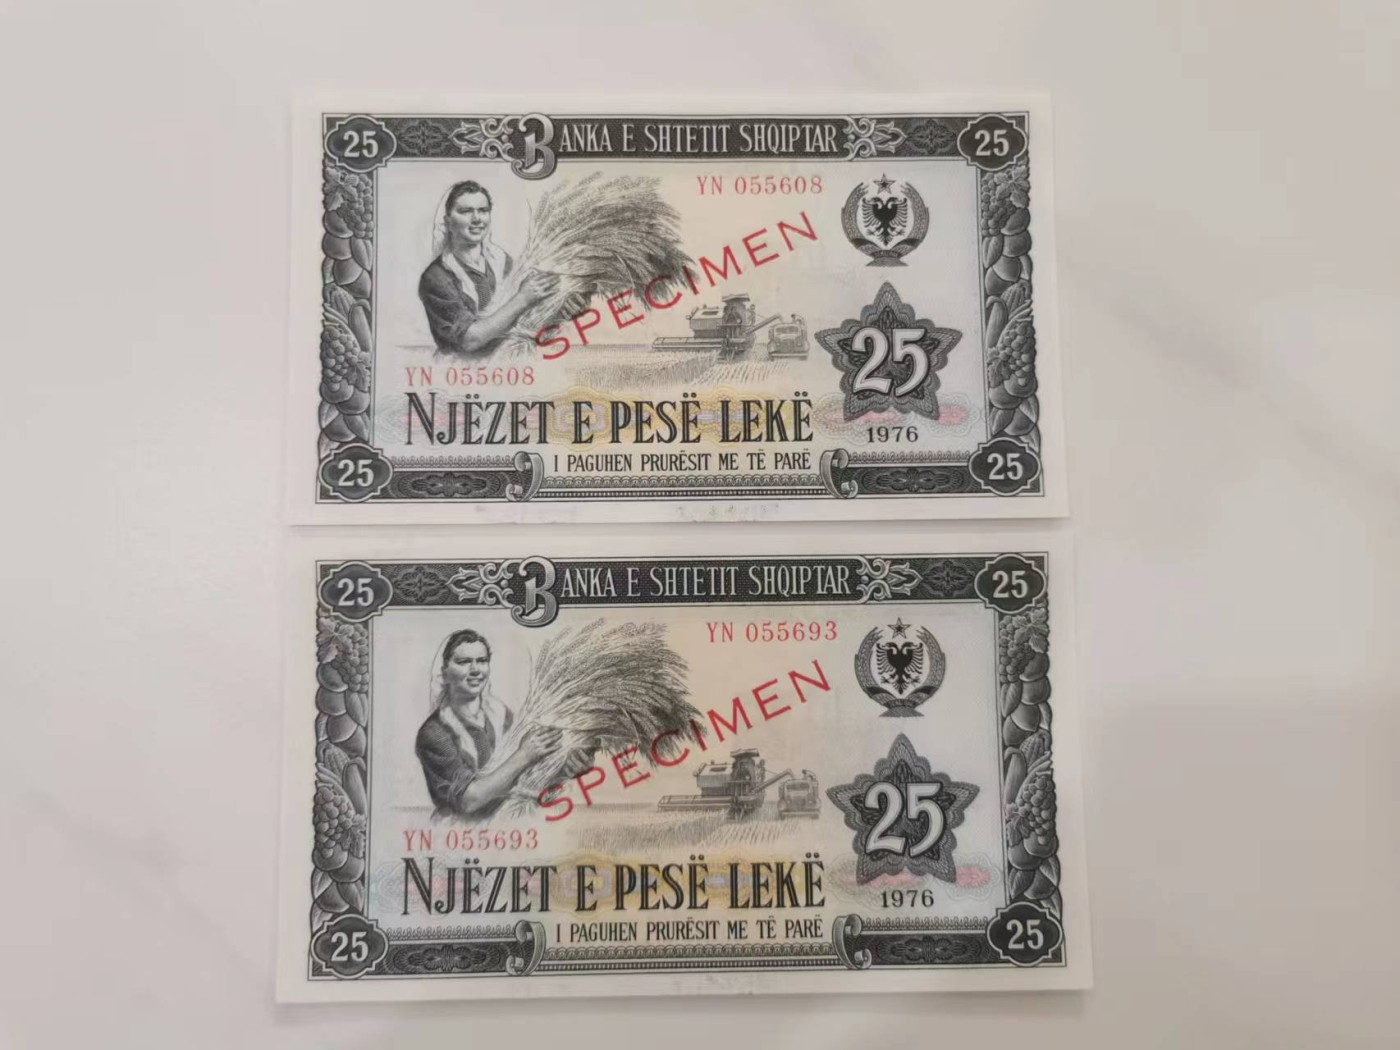 25 BANKA E SHTETIT SHQIPTAR 25
YN 055608
SPECIMEN
25
YN 055608
NJËZET E PESË LEKË
1976
25 I PAGUHEN PRURËSIT ME TË PARË 25
25 BANKA E SHTETIT SHQIPTAR 25
YN 055693
SPECIMEN
25
YN 055693
NJËZET E PESË LEKË
1976
25 I PAGUHEN PRURËSIT ME TË PARË 25